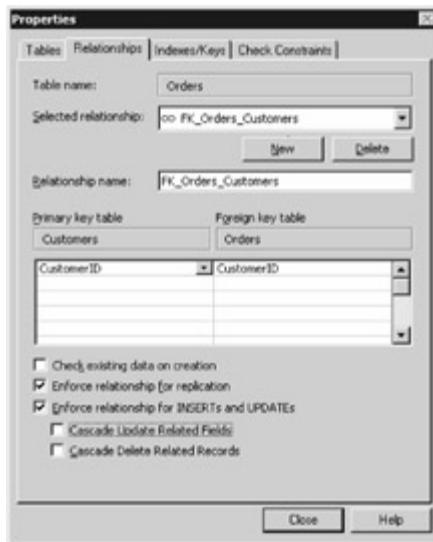 Properties
Tables Relationships Indexes/Keys Check Constraints
Table name: Orders
Selected relationship: FK_Orders_Customers
New Delete
Relationship name: FK_Orders_Customers
Primary key table Foreign key table
Customers Orders
CustomerID CustomerID
Check existing data on creation
Enforce relationship for replication
Enforce relationship for INSERTs and UPDATEs
Cascade Update Related Fields
Cascade Delete Related Records
Close Help